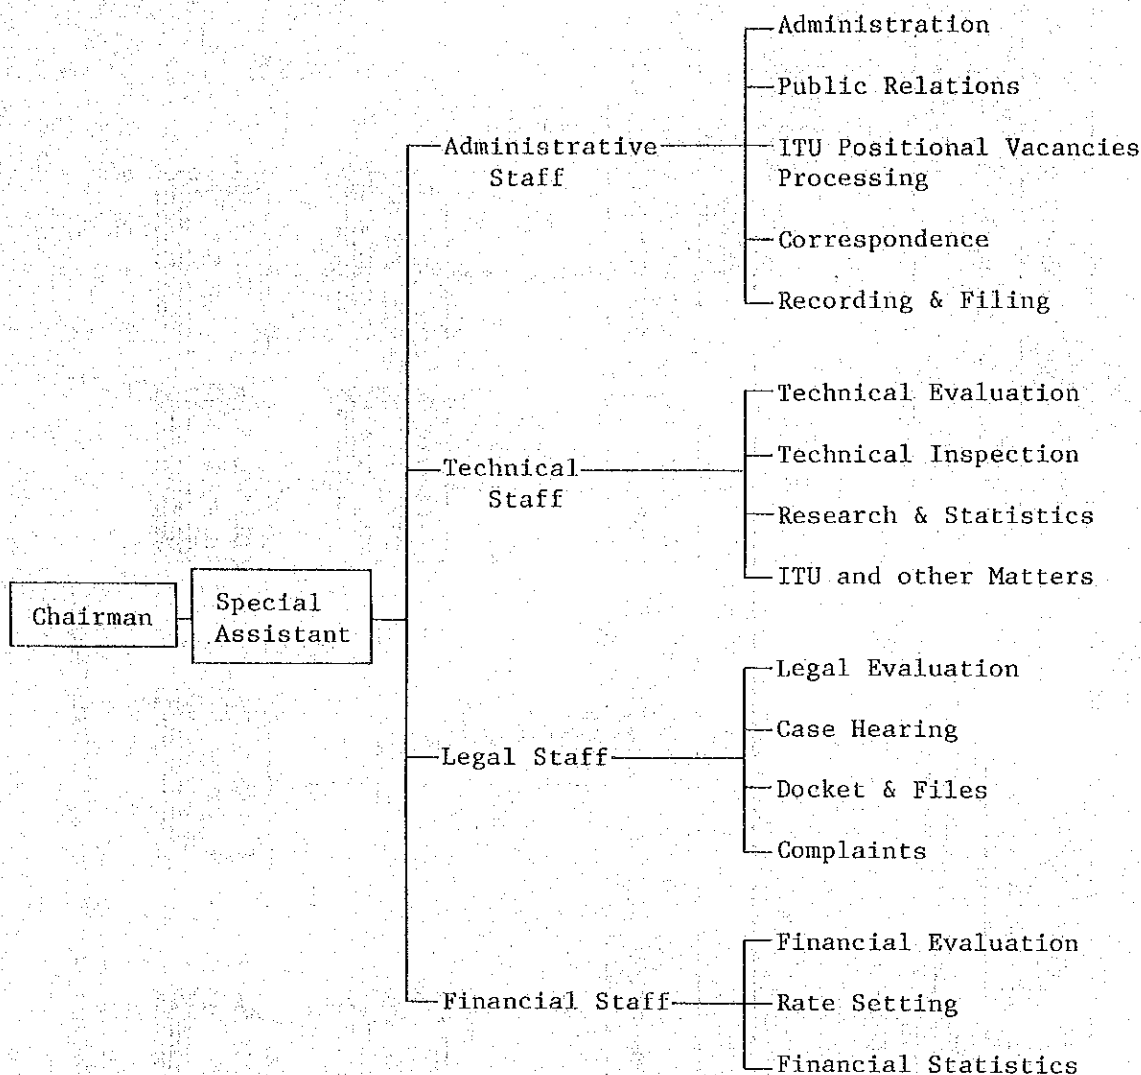 Administration
Public Relations
Administrative
Staff
ITU Positional Vacancies
Processing
Correspondence
Recording & Filing
Technical Evaluation
Technical Inspection
Technical
Staff
Research & Statistics
ITU and other Matters
Chairman
Special
Assistant
Legal Evaluation
Case Hearing
Legal Staff
Docket & Files
Complaints
Financial Evaluation
Financial Staff
Rate Setting
Financial Statistics